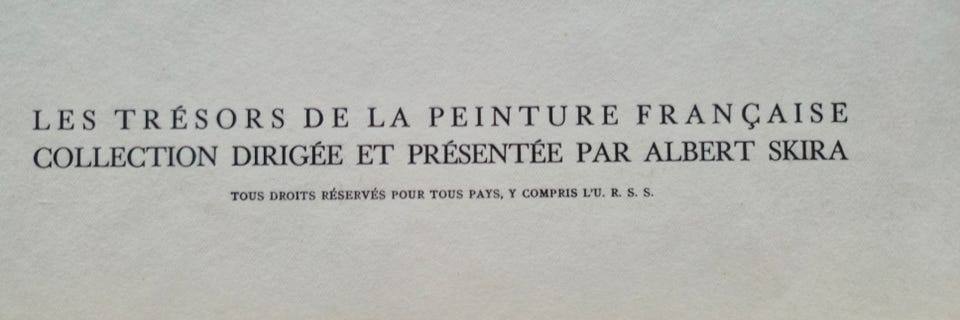 LES TRÉSORS DE LA PEINTURE FRANÇAISE
COLLECTION DIRIGÉE ET PRÉSENTÉE PAR ALBERT SKIRA
TOUS DROITS RÉSERVÉS POUR TOUS PAYS, Y COMPRIS L'U. R. S. S.